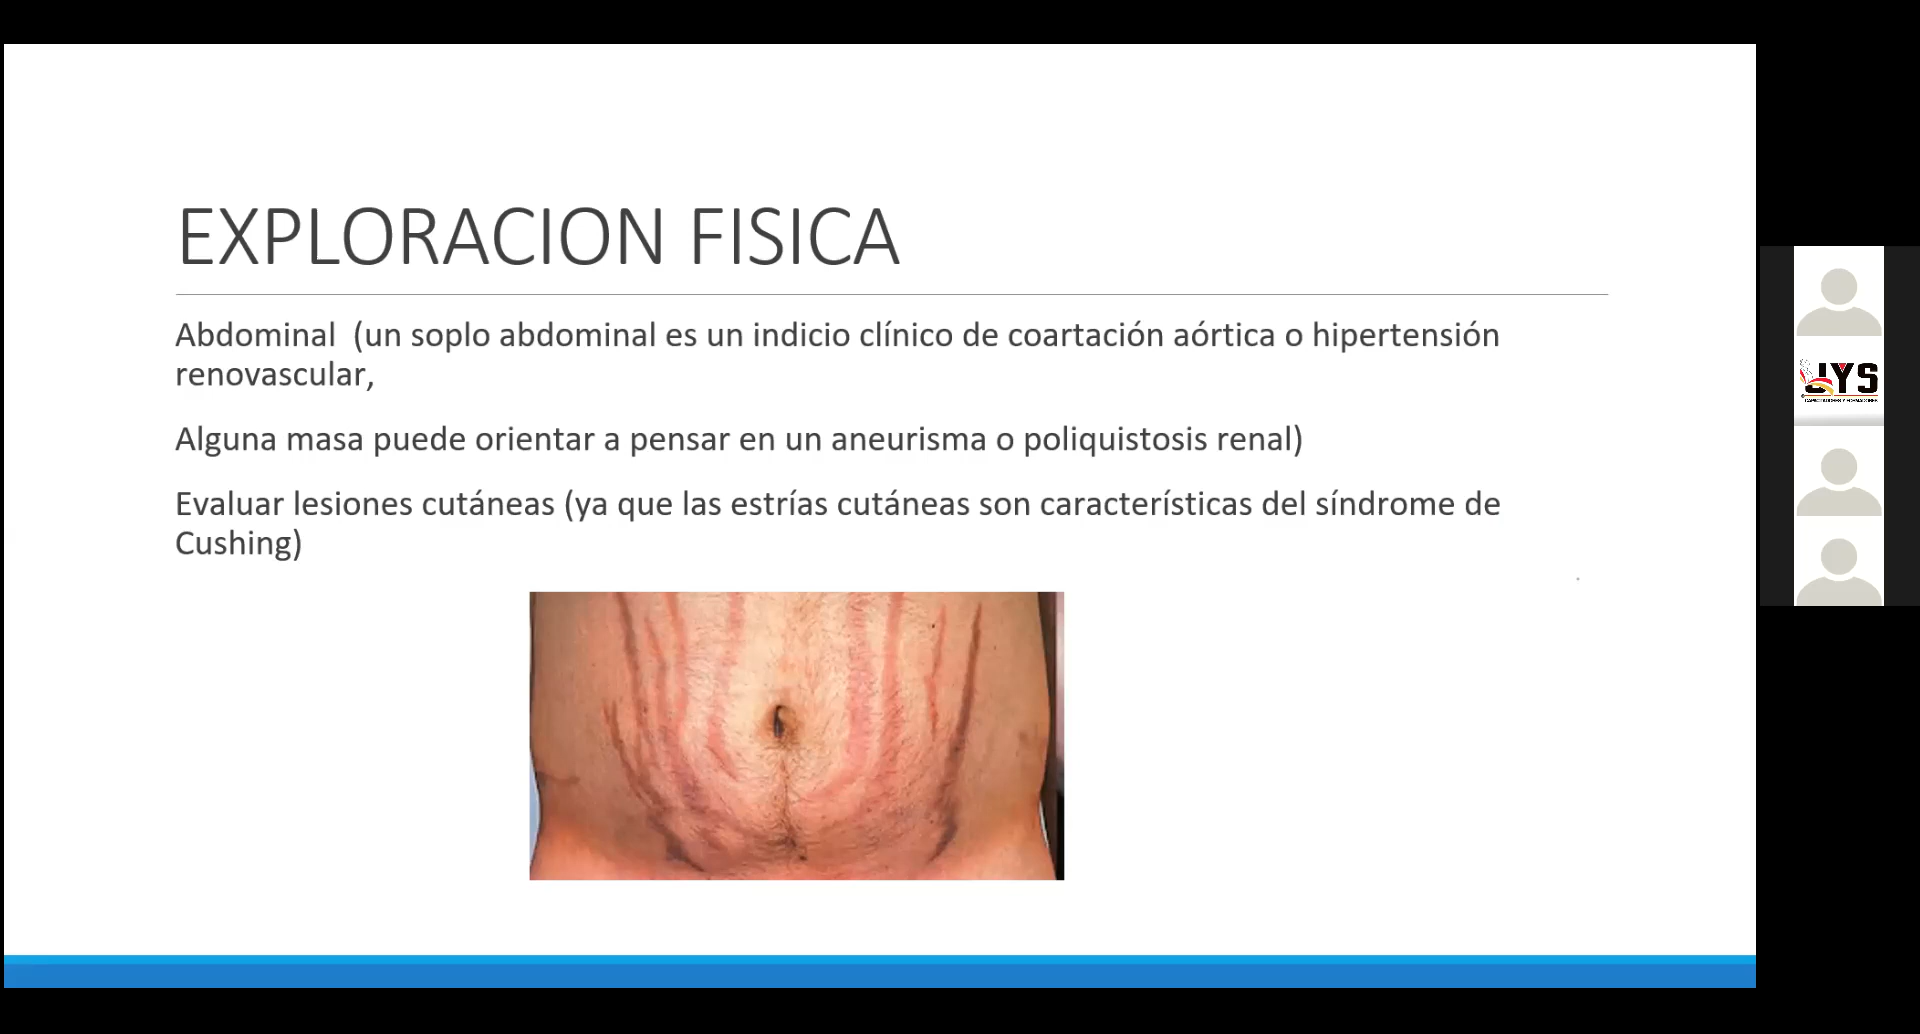 EXPLORACION FISICA
Abdominal (un soplo abdominal es un indicio clínico de coartación aórtica o hipertensión
renovascular,
Alguna masa puede orientar a pensar en un aneurisma o poliquistosis renal)
Evaluar lesiones cutáneas (ya que las estrías cutáneas son características del síndrome de
Cushing)
JYS
CAPACITADORES Y FORMADORES